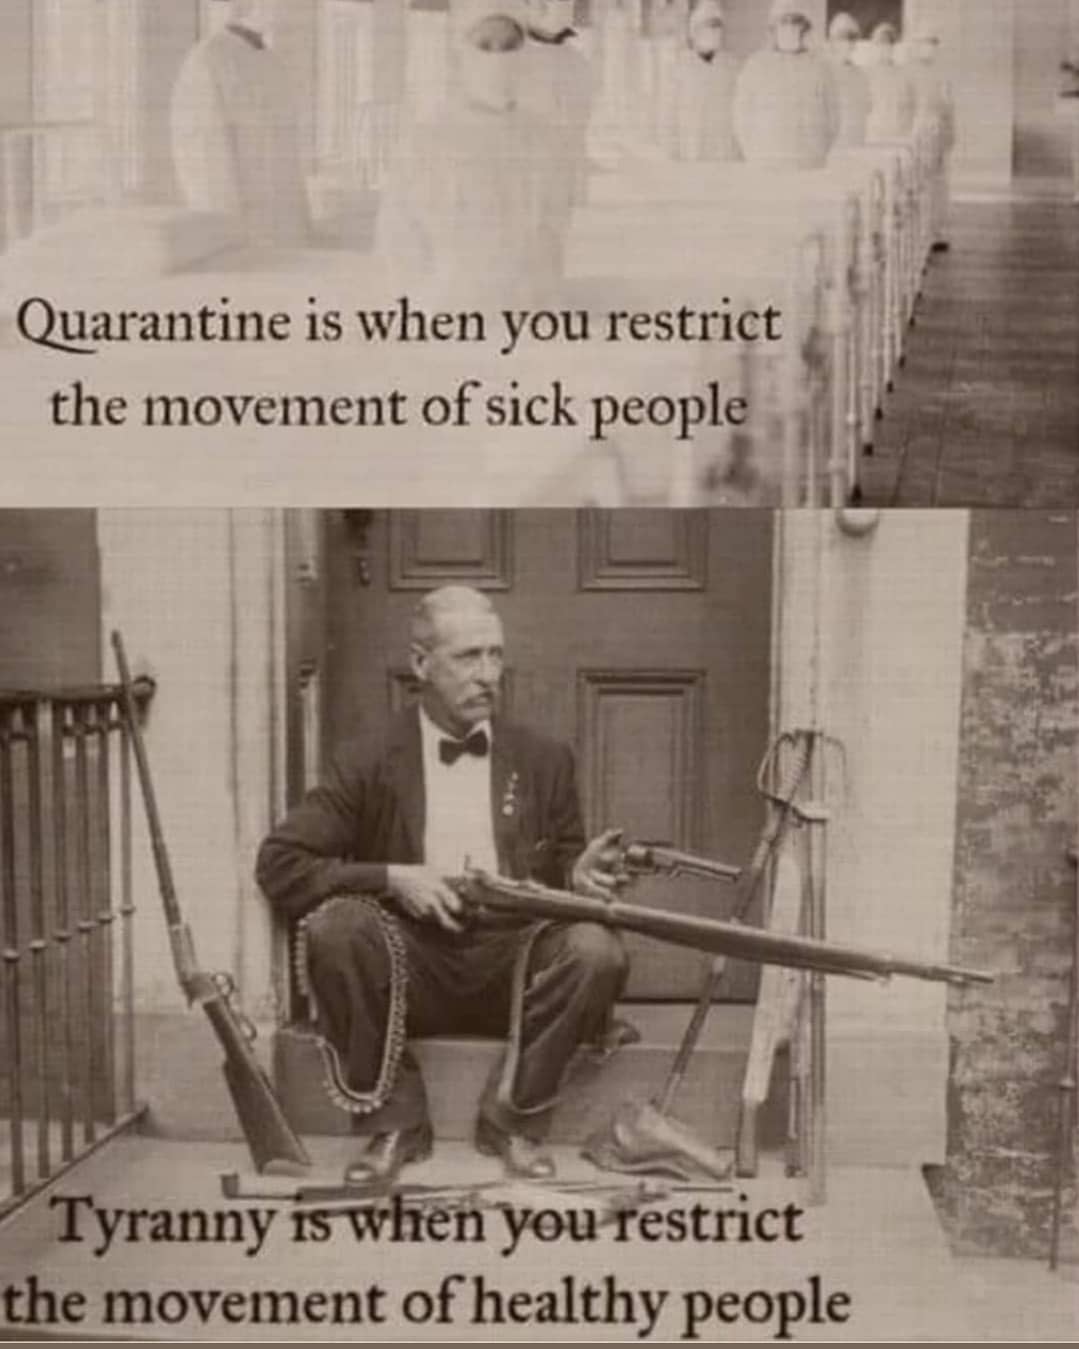 Quarantine is when you restrict
the movement of sick people
Tyranny is when you restrict
the movement of healthy people